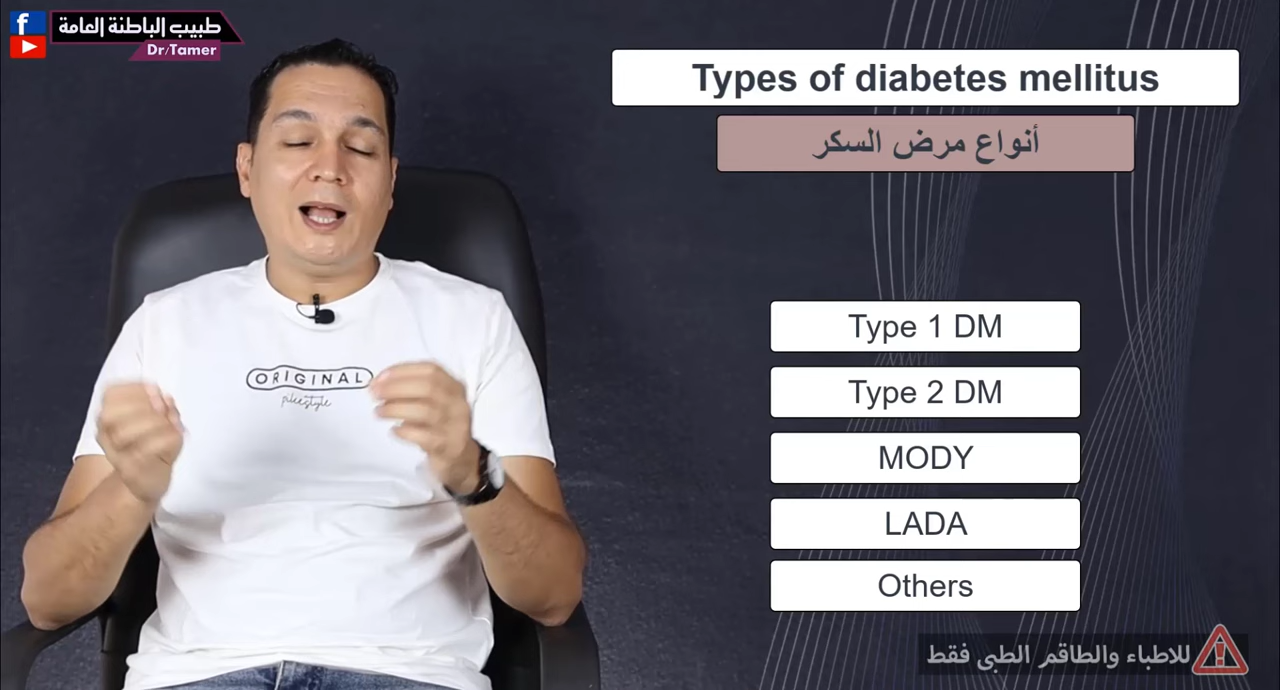 طبيب الباطنة العامة
Dr/Tamer
Types of diabetes mellitus
أنواع مرض السكر
Type 1 DM
Type 2 DM
MODY
LADA
Others
ORIGINAL
للاطباء والطاقم الطبى فقط